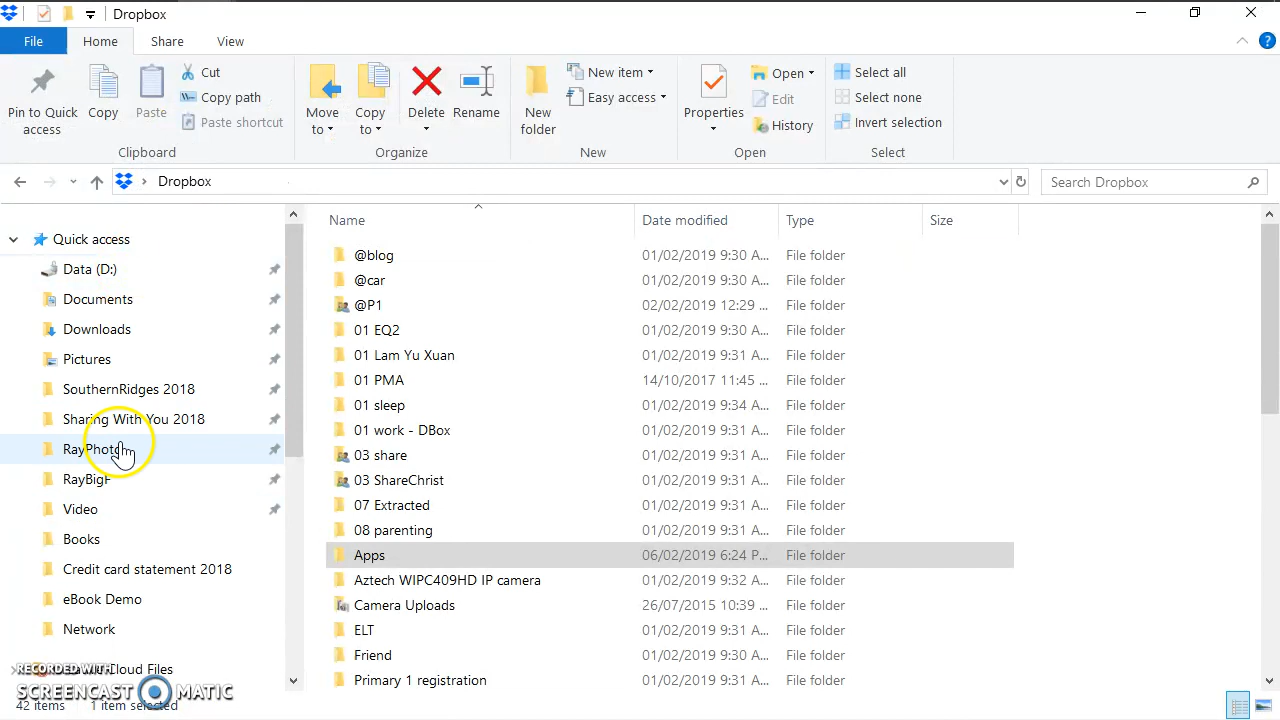 Dropbox
File Home Share View
Pin to Quick access
Copy
Paste
Cut
Copy path
Paste shortcut
Clipboard
Move to
Copy to
Delete
Rename
Organize
New folder
New item
Easy access
New
Properties
Open
Edit
History
Open
Select all
Select none
Invert selection
Select
Dropbox
Search Dropbox
Quick access
Data (D:)
Documents
Downloads
Pictures
SouthernRidges 2018
Sharing With You 2018
RayPhoto
RayBigF
Video
Books
Credit card statement 2018
eBook Demo
Network
Cloud Files
Name Date modified Type Size
@blog 01/02/2019 9:30 A... File folder
@car 01/02/2019 9:30 A... File folder
@P1 02/02/2019 12:29 ... File folder
01 EQ2 01/02/2019 9:30 A... File folder
01 Lam Yu Xuan 01/02/2019 9:31 A... File folder
01 PMA 14/10/2017 11:45 ... File folder
01 sleep 01/02/2019 9:34 A... File folder
01 work - DBox 01/02/2019 9:31 A... File folder
03 share 01/02/2019 9:31 A... File folder
03 ShareChrist 01/02/2019 9:31 A... File folder
07 Extracted 01/02/2019 9:31 A... File folder
08 parenting 01/02/2019 9:31 A... File folder
Apps 06/02/2019 6:24 P... File folder
Aztech WIPC409HD IP camera 01/02/2019 9:32 A... File folder
Camera Uploads 26/07/2015 10:39 ... File folder
ELT 01/02/2019 9:31 A... File folder
Friend 01/02/2019 9:31 A... File folder
Primary 1 registration 01/02/2019 9:31 A... File folder
RECORDED WITH
SCREENCAST MATIC
42 items 1 item selected